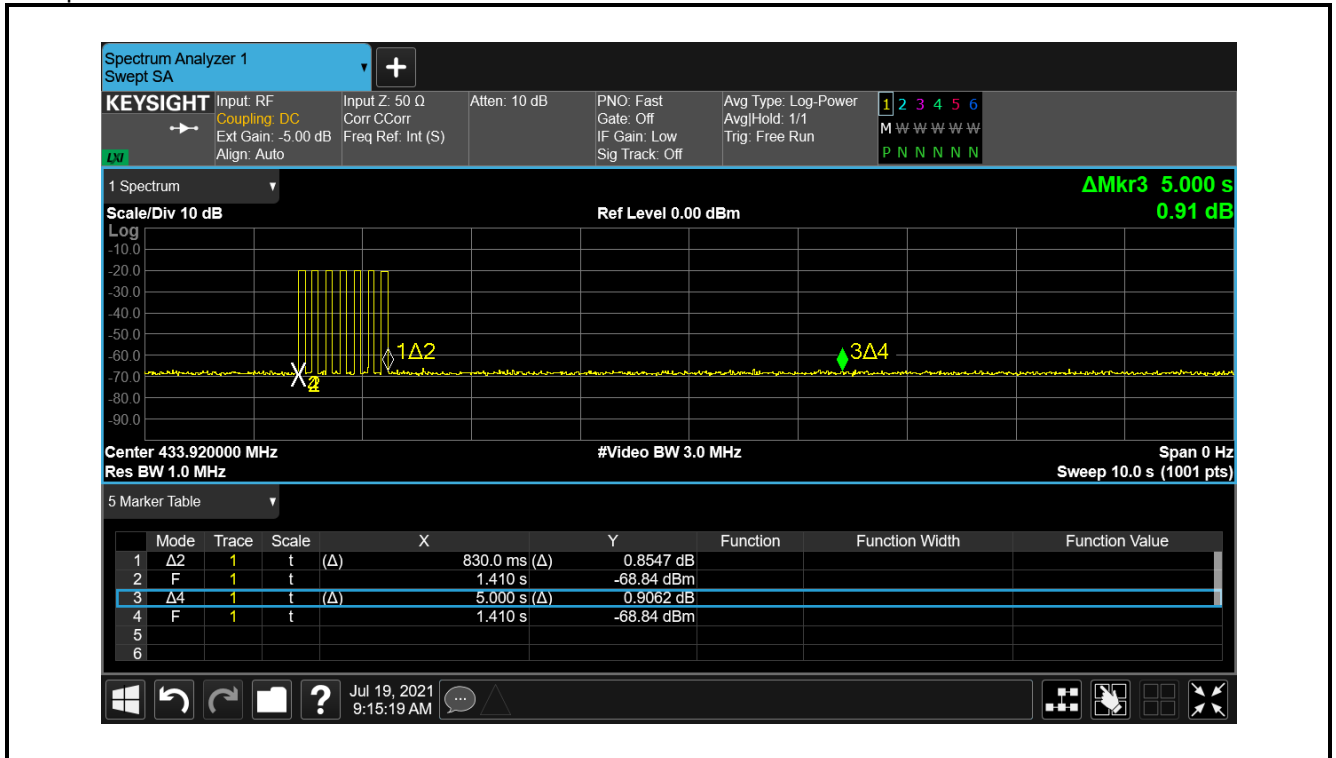 Spectrum Analyzer 1
Swept SA
+
KEYSIGHT Input: RF Input Z: 50 Ω Atten: 10 dB PNO: Fast Avg Type: Log-Power 1 2 3 4 5 6
Coupling: DC Corr CCorr Gate: Off Avg|Hold: 1/1
Ext Gain: -5.00 dB Freq Ref: Int (S) IF Gain: Low Trig: Free Run M W W W W W
LXI Align: Auto Sig Track: Off P N N N N N
1 Spectrum ΔMkr3 5.000 s
Scale/Div 10 dB Ref Level 0.00 dBm 0.91 dB
Log
-10.0
-20.0
-30.0
-40.0
-50.0
-60.0 1Δ2 3Δ4
-70.0
-80.0
-90.0
Center 433.920000 MHz #Video BW 3.0 MHz Span 0 Hz
Res BW 1.0 MHz Sweep 10.0 s (1001 pts)
5 Marker Table
Mode Trace Scale X Y Function Function Width Function Value
1 Δ2 1 t (Δ) 830.0 ms (Δ) 0.8547 dB
2 F 1 t 1.410 s -68.84 dBm
3 Δ4 1 t (Δ) 5.000 s (Δ) 0.9062 dB
4 F 1 t 1.410 s -68.84 dBm
5
6
? Jul 19, 2021
9:15:19 AM